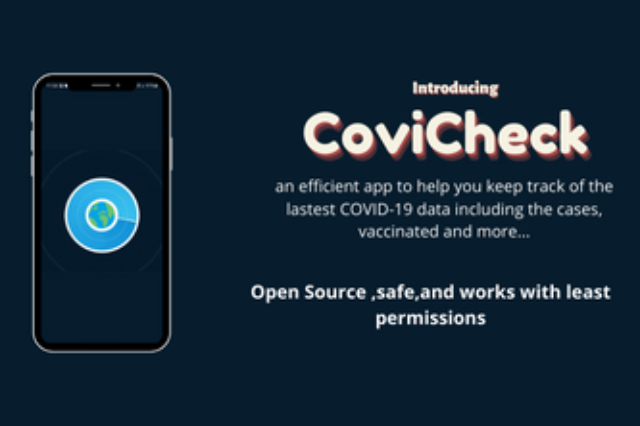 Introducing
CoviCheck
an efficient app to help you keep track of the
lastest COVID-19 data including the cases,
vaccinated and more...
Open Source ,safe,and works with least
permissions